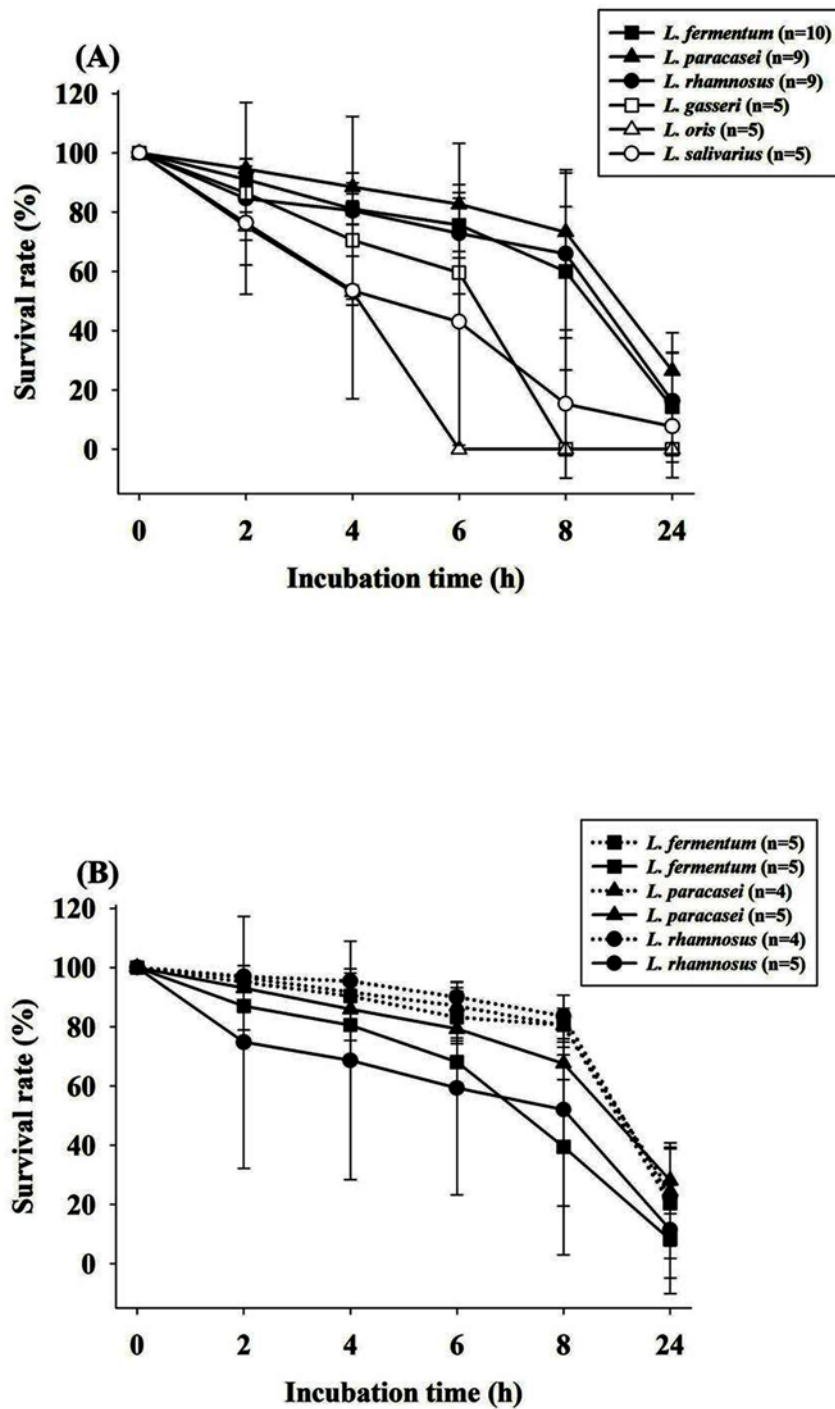 (A)
L. fermentum (n=10)
L. paracasei (n=9)
L. rhamnosus (n=9)
L. gasseri (n=5)
L. oris (n=5)
L. salivarius (n=5)
120
100
80
60
40
20
0
Survival rate (%)
0 2 4 6 8 24
Incubation time (h)
(B)
L. fermentum (n=5)
L. fermentum (n=5)
L. paracasei (n=4)
L. paracasei (n=5)
L. rhamnosus (n=4)
L. rhamnosus (n=5)
120
100
80
60
40
20
0
Survival rate (%)
0 2 4 6 8 24
Incubation time (h)